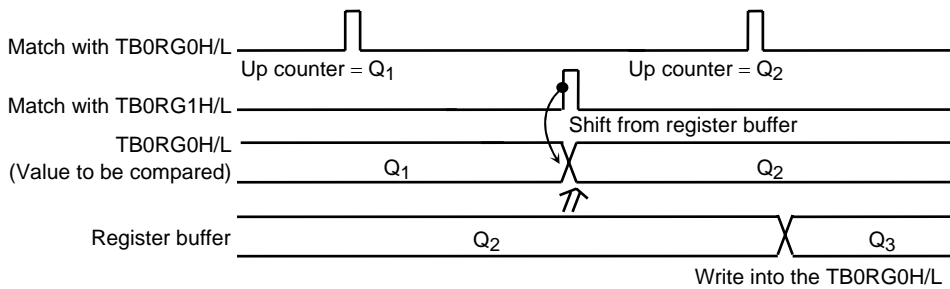 Match with TB0RG0H/L
Up counter = Q1
Up counter = Q2
Match with TB0RG1H/L
Shift from register buffer
TB0RG0H/L
(Value to be compared)
Q1
Q2
Register buffer
Q2
Q3
Write into the TB0RG0H/L